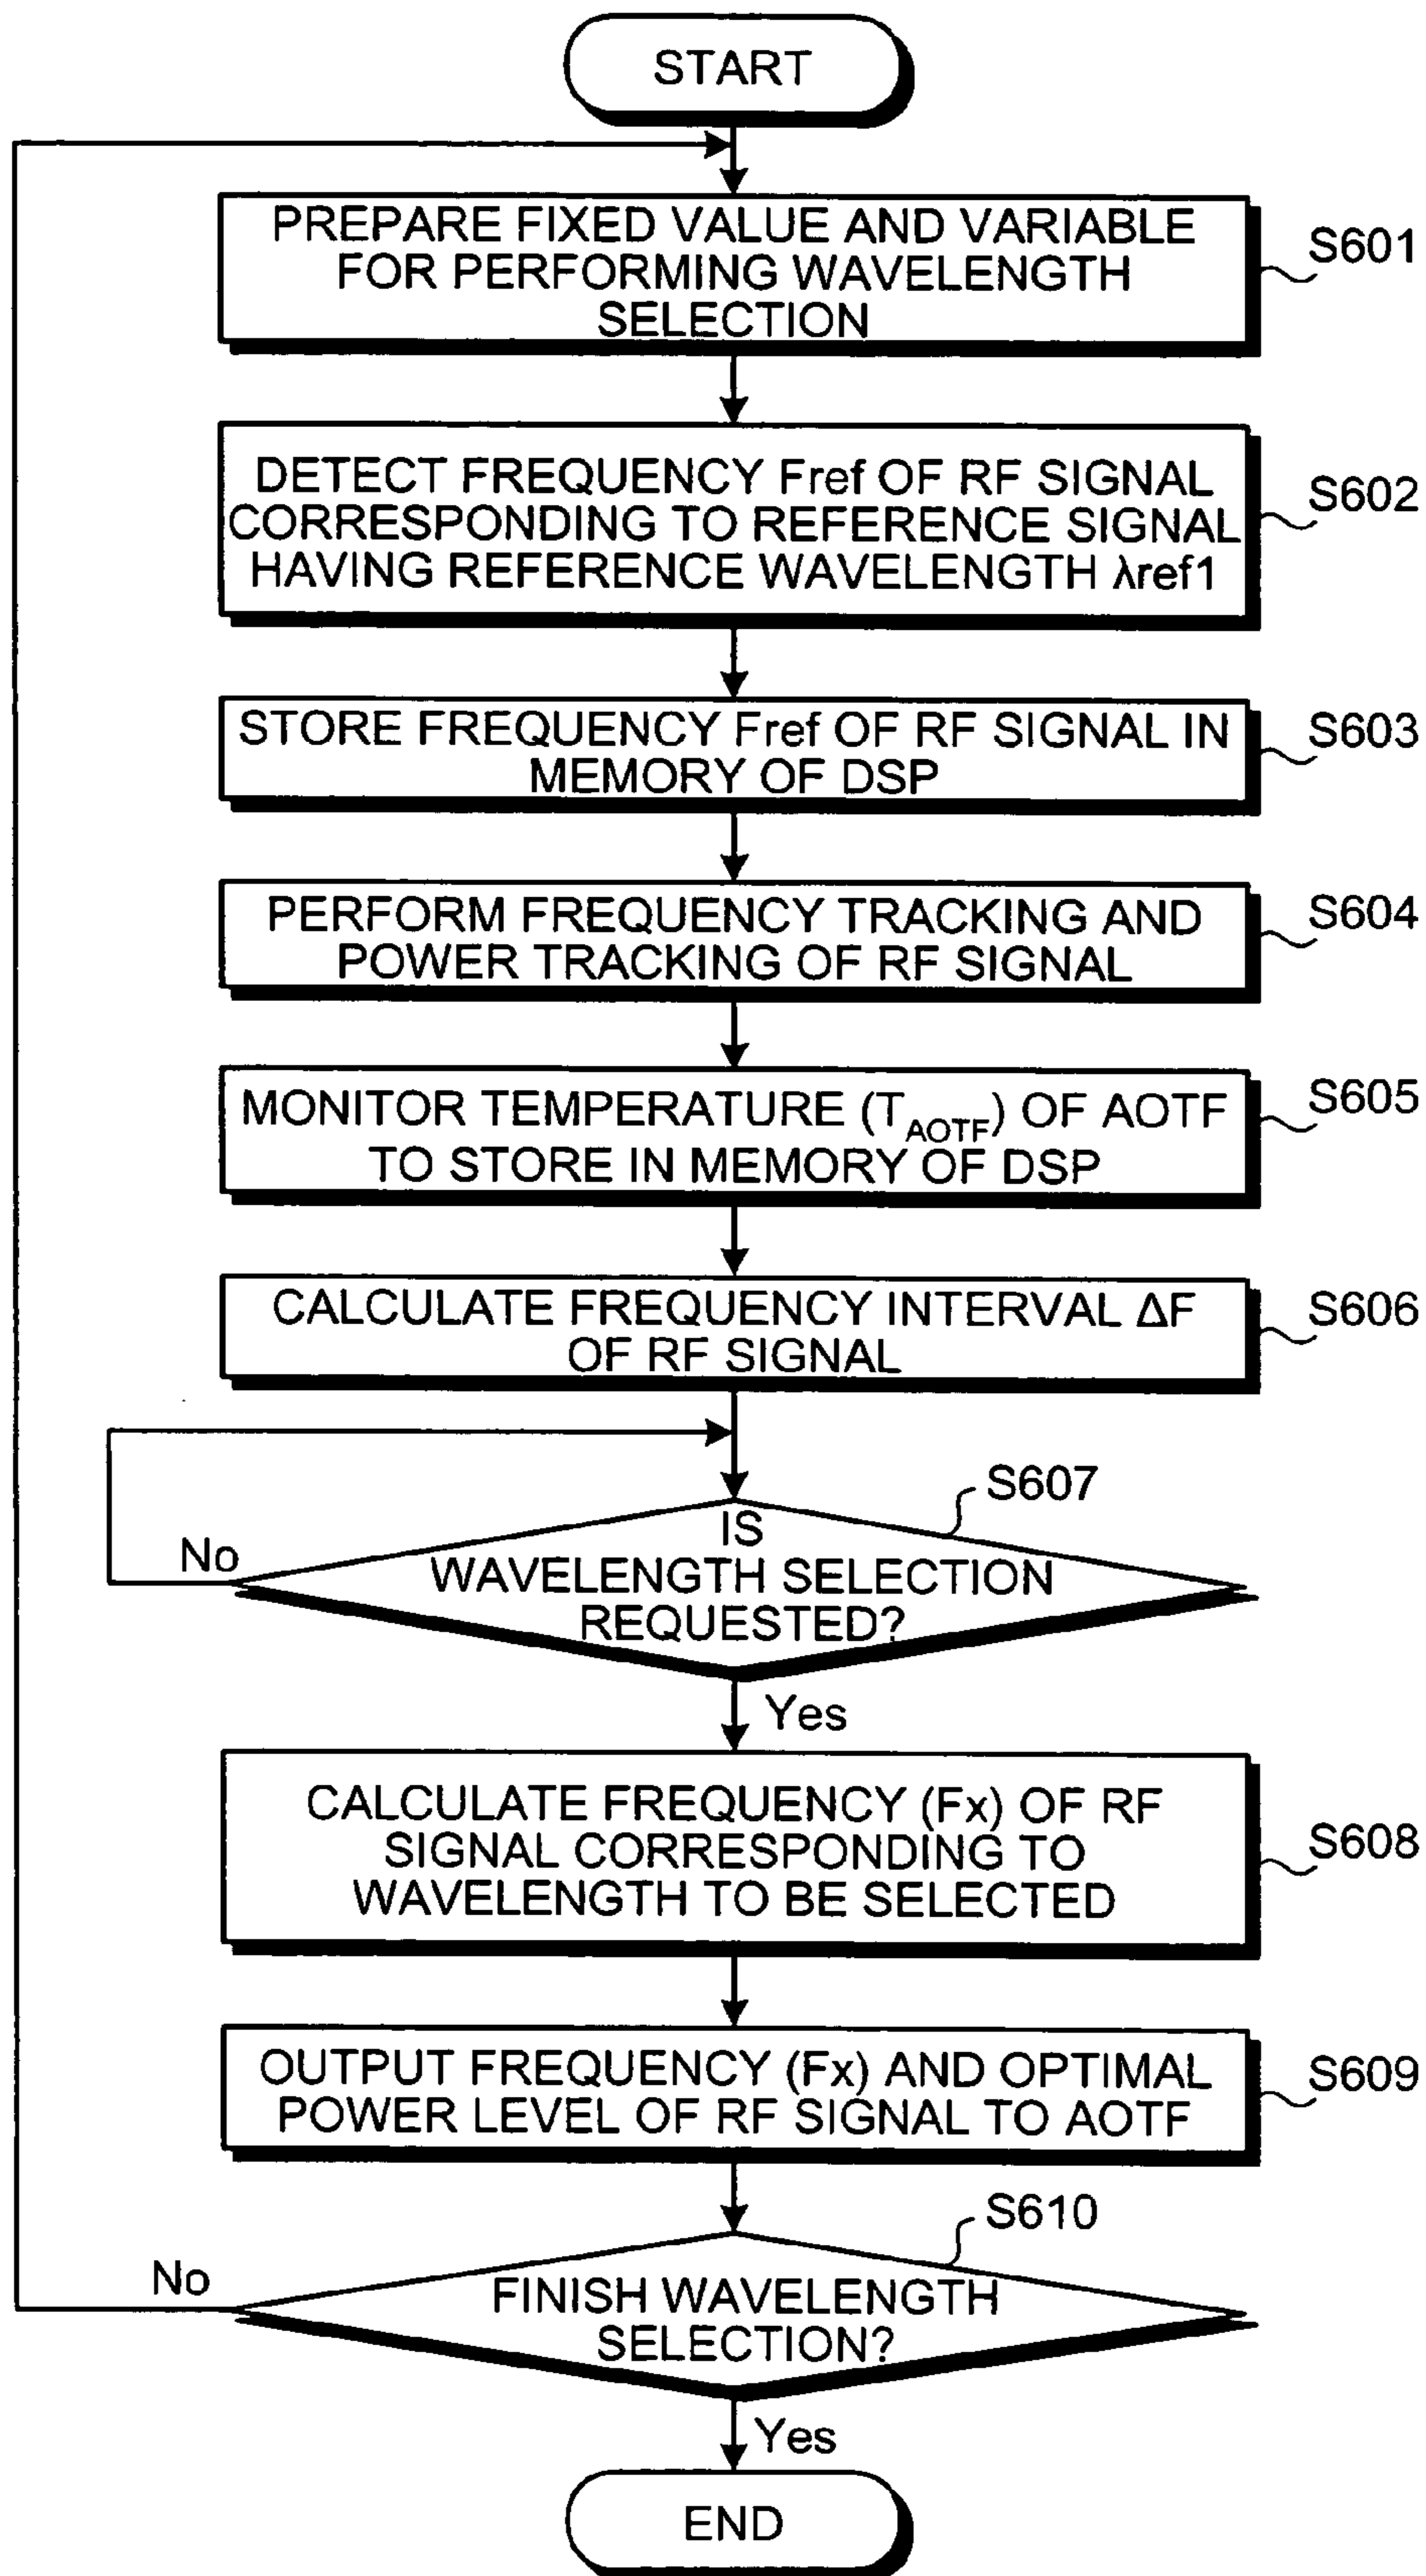 START
PREPARE FIXED VALUE AND VARIABLE
FOR PERFORMING WAVELENGTH
SELECTION
S601
DETECT FREQUENCY Fref OF RF SIGNAL
CORRESPONDING TO REFERENCE SIGNAL
HAVING REFERENCE WAVELENGTH λref1
S602
STORE FREQUENCY Fref OF RF SIGNAL IN
MEMORY OF DSP
S603
PERFORM FREQUENCY TRACKING AND
POWER TRACKING OF RF SIGNAL
S604
MONITOR TEMPERATURE (TAOTF) OF AOTF
TO STORE IN MEMORY OF DSP
S605
CALCULATE FREQUENCY INTERVAL ΔF
OF RF SIGNAL
S606
S607
IS
WAVELENGTH SELECTION
REQUESTED?
No
Yes
CALCULATE FREQUENCY (Fx) OF RF
SIGNAL CORRESPONDING TO
WAVELENGTH TO BE SELECTED
S608
OUTPUT FREQUENCY (Fx) AND OPTIMAL
POWER LEVEL OF RF SIGNAL TO AOTF
S609
S610
No
FINISH WAVELENGTH
SELECTION?
Yes
END